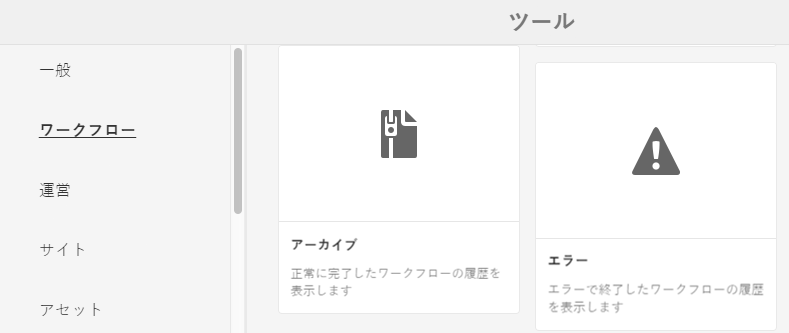 ツール
一般
ワークフロー
運営
サイト
アセット
アーカイブ
正常に完了したワークフローの履歴を
表示します
エラー
エラーで終了したワークフローの履歴
を表示します